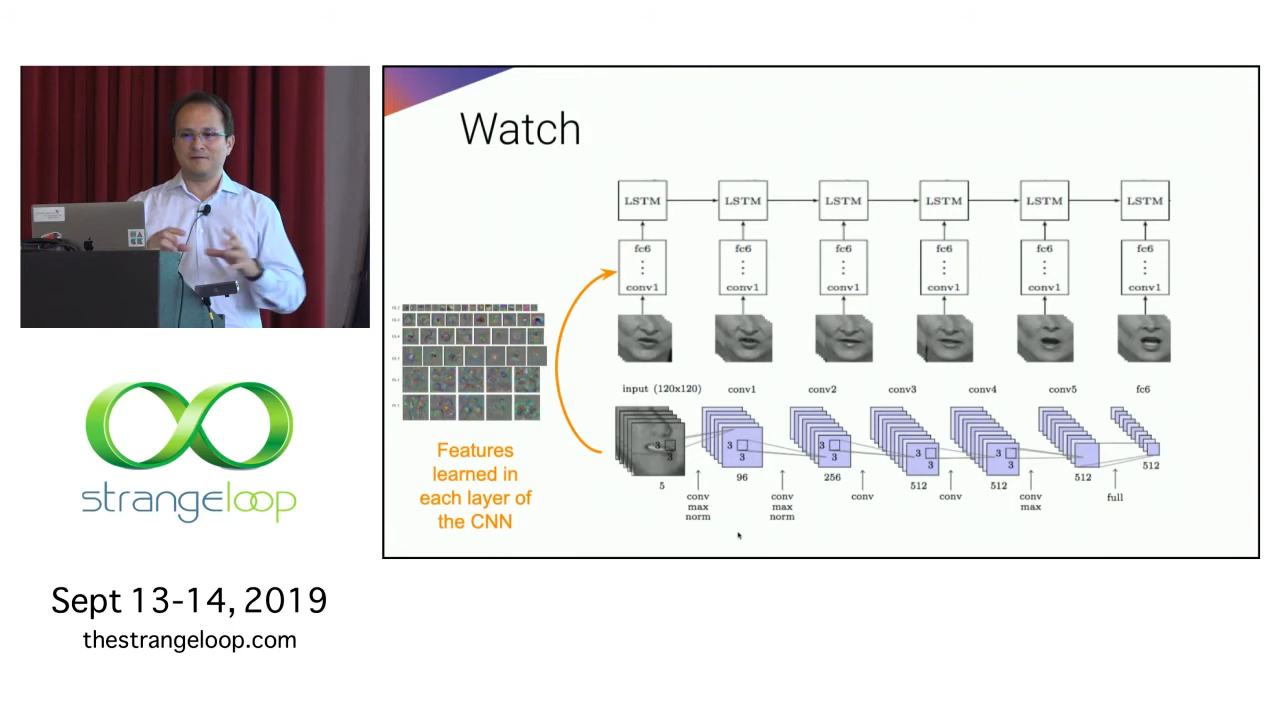 Watch
LSTM LSTM LSTM LSTM LSTM LSTM
fc6 fc6 fc6 fc6 fc6 fc6
conv1 conv1 conv1 conv1 conv1 conv1
input (120x120) conv1 conv2 conv3 conv4 conv5 fc6
3 3 3 3 3
3 3 3 3 3
5 96 256 512 512 512 512
conv conv conv conv conv full
max max max
norm norm
Features
learned in
each layer of
the CNN
strangeloop
Sept 13-14, 2019
thestrangeloop.com